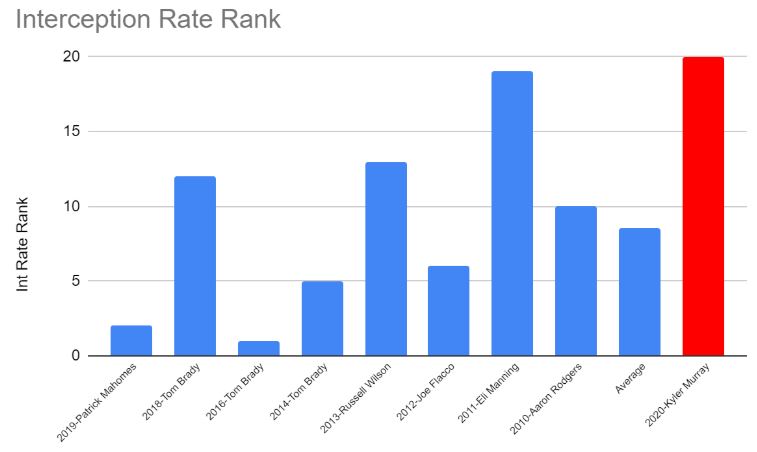 Interception Rate Rank
Int Rate Rank
20
15
10
5
0
2019-Patrick Mahomes
2018-Tom Brady
2016-Tom Brady
2014-Tom Brady
2013-Russell Wilson
2012-Joe Flacco
2011-Eli Manning
2010-Aaron Rodgers
Average
2020-Kyler Murray